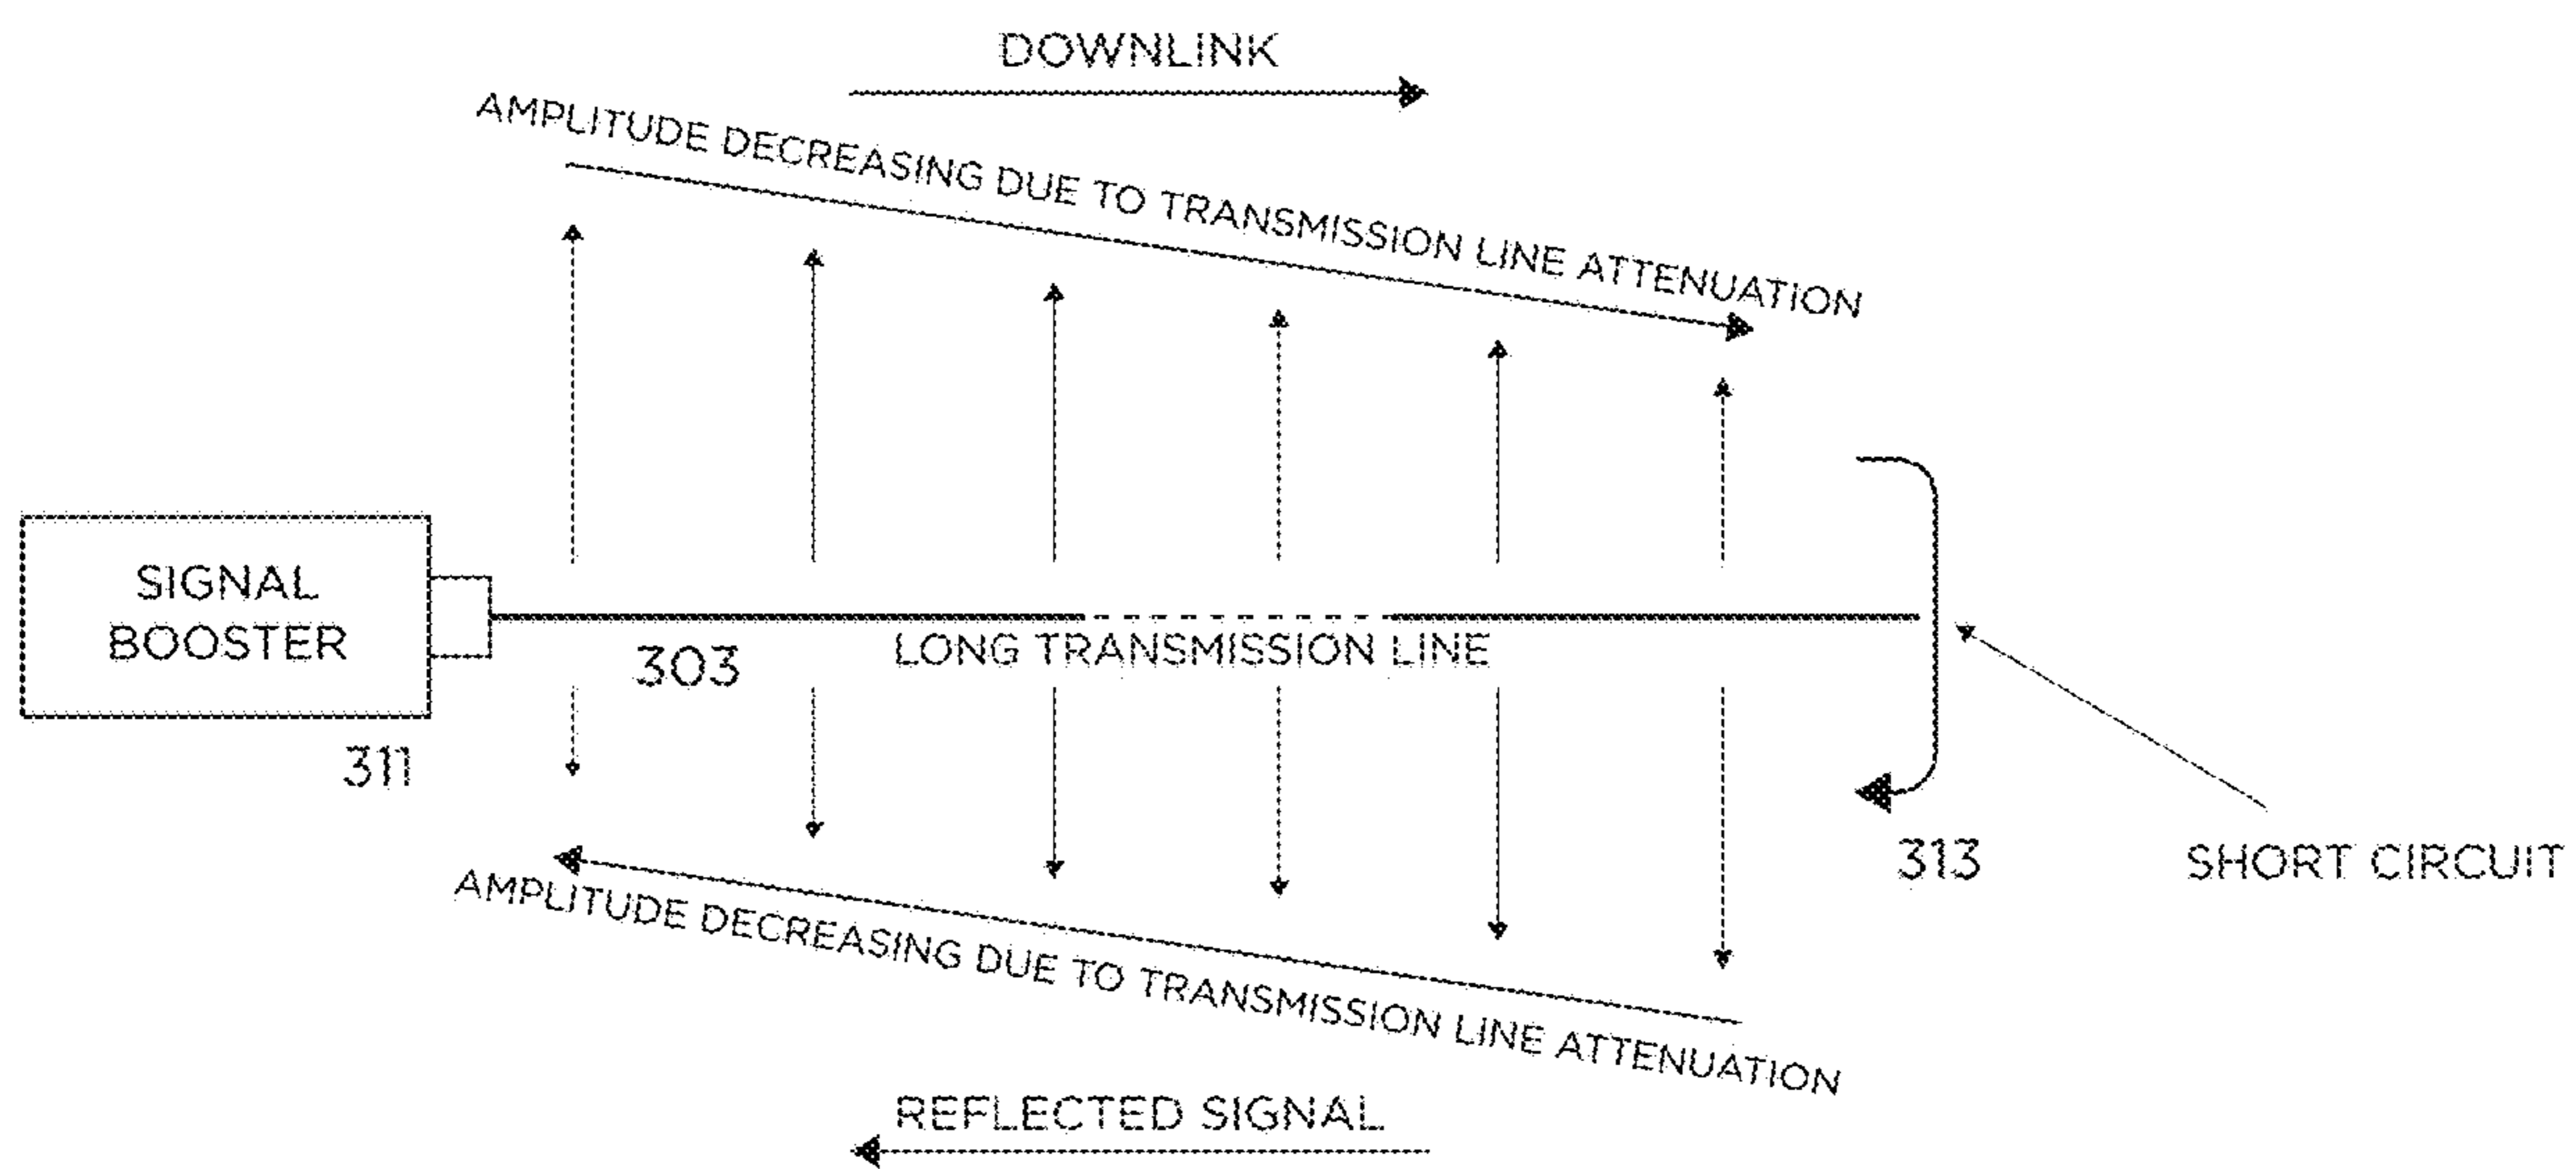 DOWNLINK
AMPLITUDE DECREASING DUE TO TRANSMISSION LINE ATTENUATION
SIGNAL
BOOSTER
303
LONG TRANSMISSION LINE
311
313
SHORT CIRCUIT
AMPLITUDE DECREASING DUE TO TRANSMISSION LINE ATTENUATION
REFLECTED SIGNAL